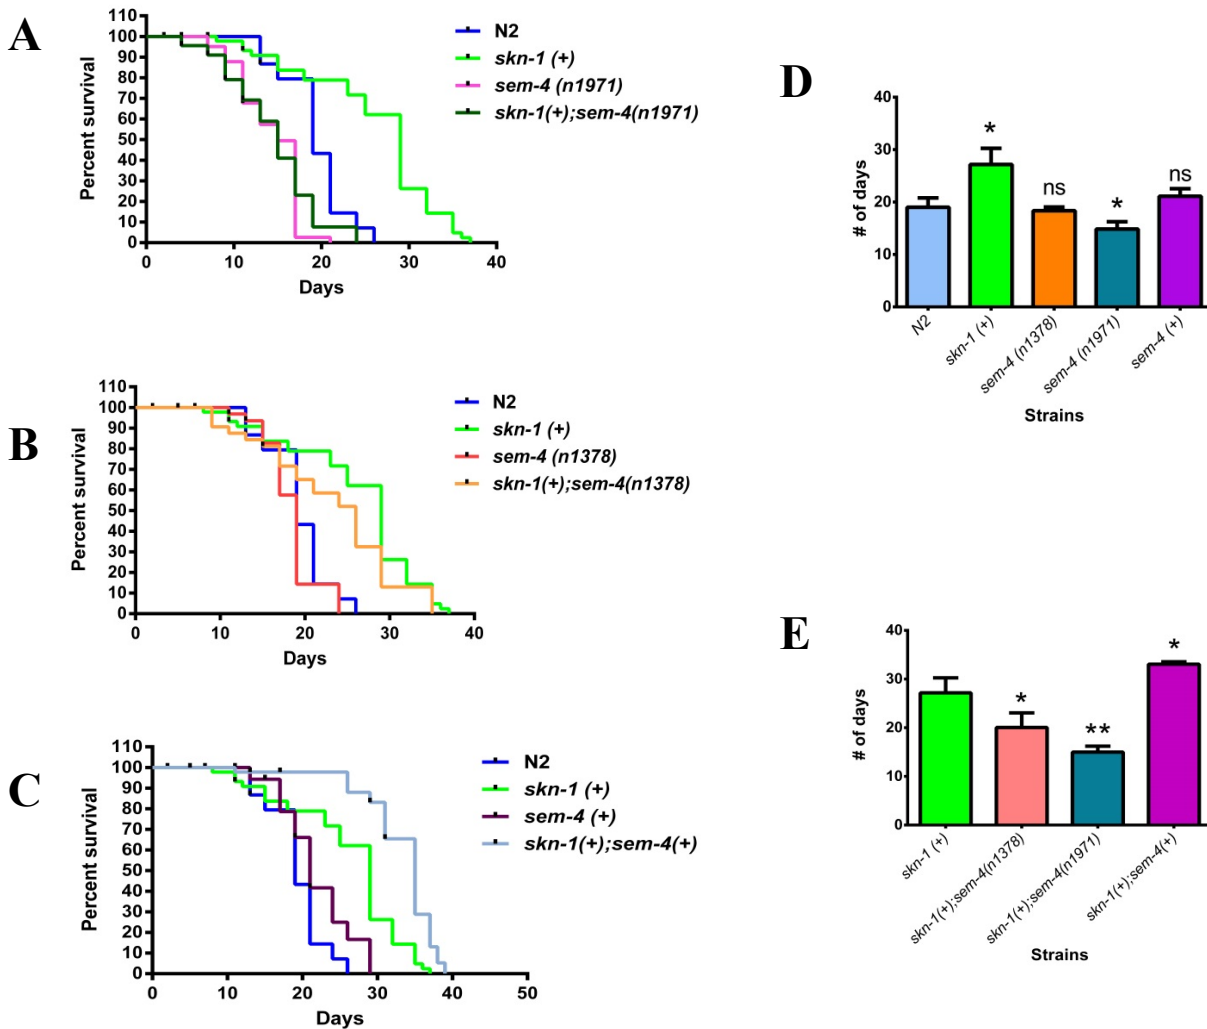 A
110
100
90
80
70
60
50
40
30
20
10
0
Percent survival
0 10 20 30 40
Days
N2
skn-1 (+)
sem-4 (n1971)
skn-1(+);sem-4(n1971)
B
110
100
90
80
70
60
50
40
30
20
10
0
Percent survival
0 10 20 30 40
Days
N2
skn-1 (+)
sem-4 (n1378)
skn-1(+);sem-4(n1378)
C
110
100
90
80
70
60
50
40
30
20
10
0
Percent survival
0 10 20 30 40 50
Days
N2
skn-1 (+)
sem-4 (+)
skn-1(+);sem-4(+)
D
40
30
20
10
0
# of days
* ns * ns
N2
skn-1 (+)
sem-4 (n1378)
sem-4 (n1971)
sem-4 (+)
Strains
E
40
30
20
10
0
# of days
* ** *
skn-1 (+)
skn-1(+);sem-4(n1378)
skn-1(+);sem-4(n1971)
skn-1(+);sem-4(+)
Strains